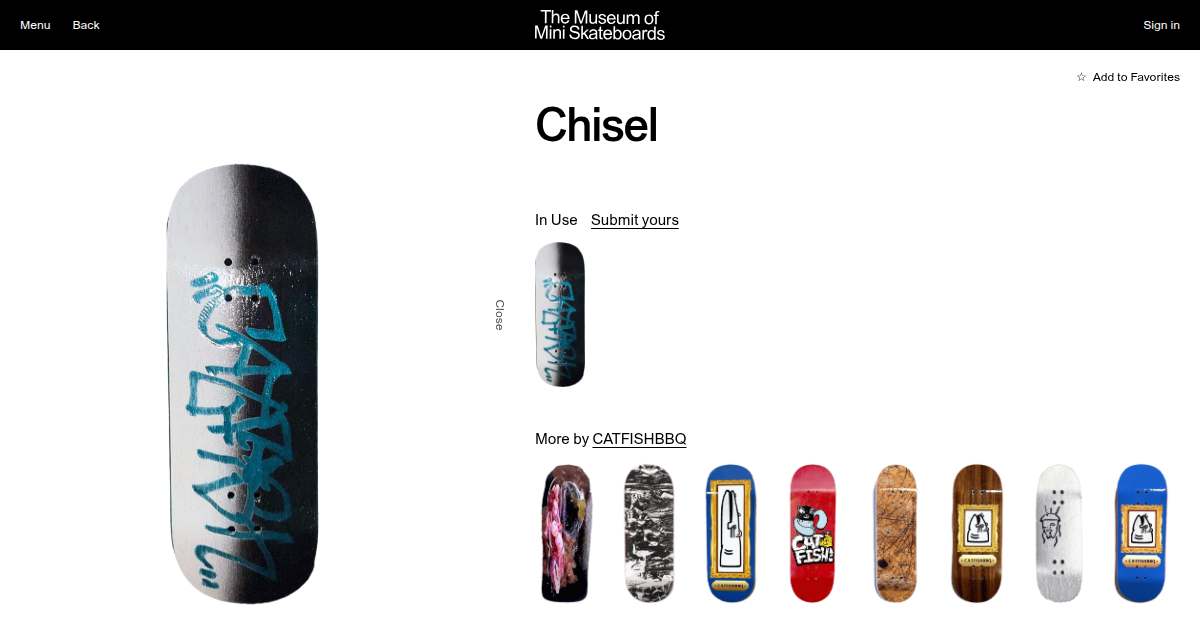 Menu
Back
The Museum of
Mini Skateboards
Sign in
☆ Add to Favorites
Chisel
In Use
Submit yours
Close
More by CATFISHBBQ
CAT
FISH!
CATFISHBBQ